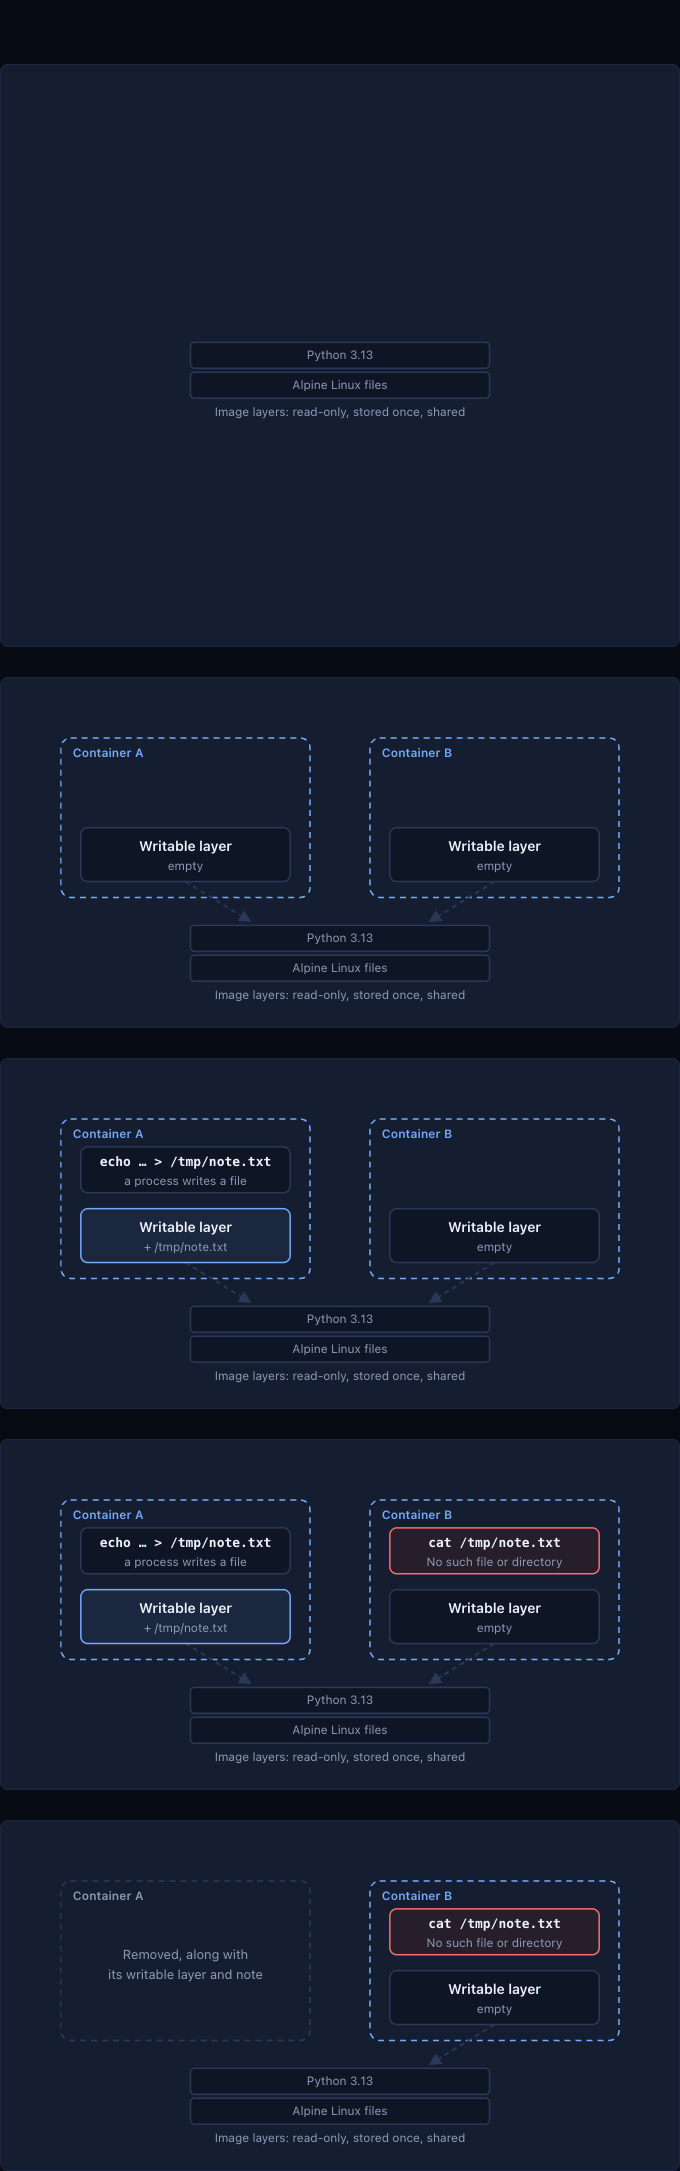 Python 3.13
Alpine Linux files
Image layers: read-only, stored once, shared
Container A
Writable layer
empty
Container B
Writable layer
empty
Python 3.13
Alpine Linux files
Image layers: read-only, stored once, shared
Container A
echo … > /tmp/note.txt
a process writes a file
Writable layer
+ /tmp/note.txt
Container B
Writable layer
empty
Python 3.13
Alpine Linux files
Image layers: read-only, stored once, shared
Container A
echo … > /tmp/note.txt
a process writes a file
Writable layer
+ /tmp/note.txt
Container B
cat /tmp/note.txt
No such file or directory
Writable layer
empty
Python 3.13
Alpine Linux files
Image layers: read-only, stored once, shared
Container A
Removed, along with
its writable layer and note
Container B
cat /tmp/note.txt
No such file or directory
Writable layer
empty
Python 3.13
Alpine Linux files
Image layers: read-only, stored once, shared